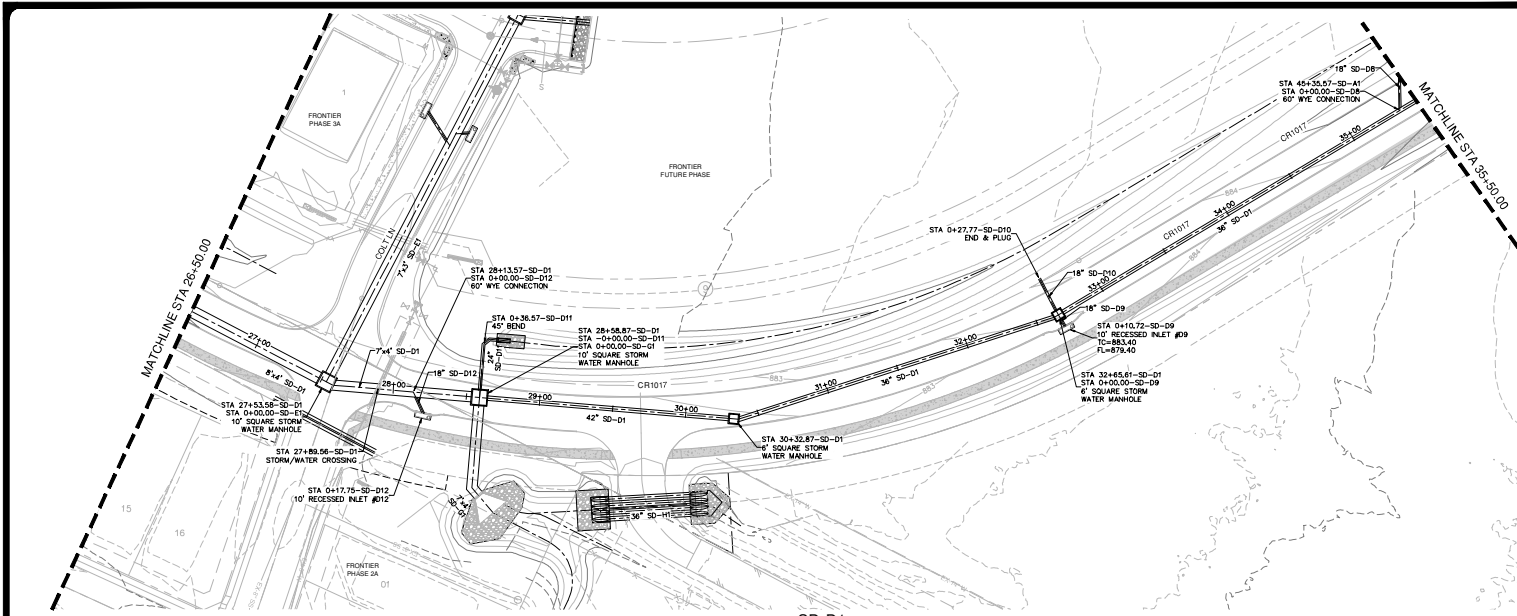 MATCHLINE STA 26+50.00
FRONTIER
PHASE 3A
1
COLT LN
7'x3' SD-E1
S
FRONTIER
FUTURE PHASE
9
STA 28+13.57-SD-D1
STA 0+00.00-SD-D12
60° WYE CONNECTION
STA 0+36.57-SD-D11
45° BEND
STA 28+58.87-SD-D1
STA -0+00.00-SD-D11
STA 0+00.00-SD-G1
10' SQUARE STORM
WATER MANHOLE
24"
SD-D11
27+00
8'x4' SD-D1
7'x4' SD-D1
28+00
18" SD-D12
29+00
CR1017
42" SD-D1
30+00
31+00
36" SD-D1
32+00
883
883
STA 27+53.58-SD-D1
STA 0+00.00-SD-E1
10' SQUARE STORM
WATER MANHOLE
STA 27+89.56-SD-D1
STORM/WATER CROSSING
STA 0+17.75-SD-D12
10' RECESSED INLET #D12
7'x4'
SD-G1
36" SD-H1
STA 30+32.87-SD-D1
6' SQUARE STORM
WATER MANHOLE
STA 0+27.77-SD-D10
END & PLUG
18" SD-D10
33+00
18" SD-D9
STA 0+10.72-SD-D9
10' RECESSED INLET #D9
TC=883.40
FL=879.40
STA 32+65.61-SD-D1
STA 0+00.00-SD-D9
6' SQUARE STORM
WATER MANHOLE
CR1017
884
34+00
36" SD-D1
884
CR1017
35+00
18" SD-D8
STA 45+35.57-SD-A1
STA 0+00.00-SD-D8
60° WYE CONNECTION
MATCHLINE STA 35+50.00
15
16
FRONTIER
PHASE 2A
01